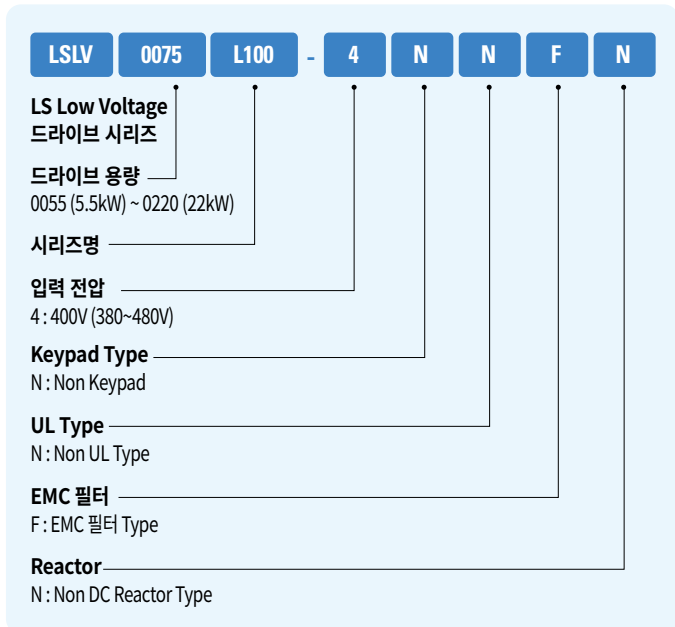 LSLV 0075 L100 - 4 N N F N
LS Low Voltage
드라이브 시리즈
드라이브 용량
0055 (5.5kW) ~ 0220 (22kW)
시리즈명
입력 전압
4 : 400V (380~480V)
Keypad Type
N : Non Keypad
UL Type
N : Non UL Type
EMC 필터
F : EMC 필터 Type
Reactor
N : Non DC Reactor Type